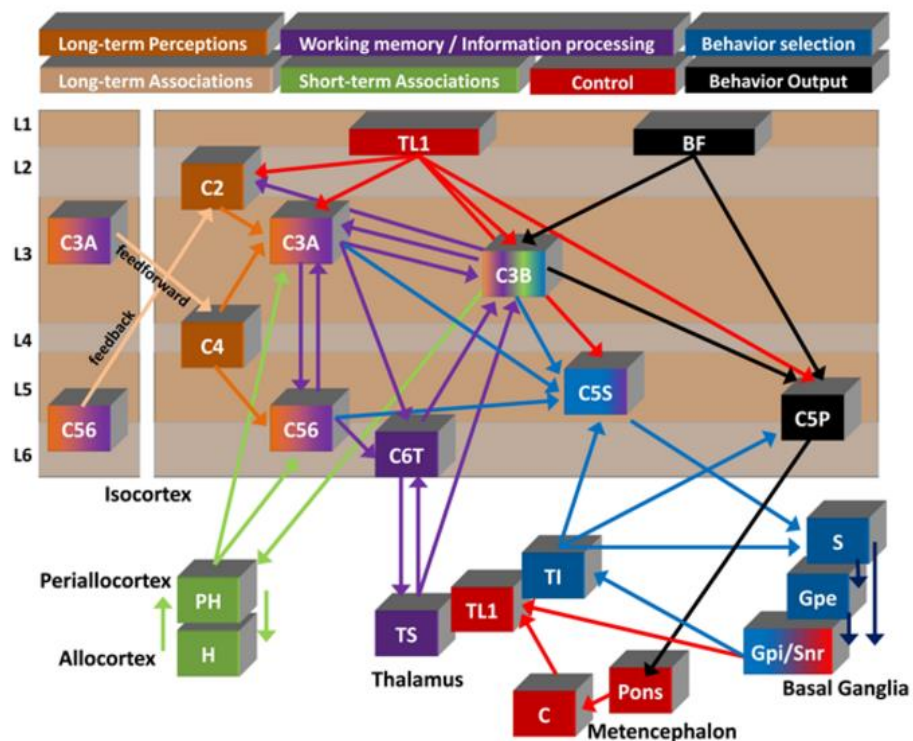 Long-term Perceptions
Working memory / Information processing
Behavior selection
Long-term Associations
Short-term Associations
Control
Behavior Output
L1
TL1
BF
L2
C2
C3A
C3A
L3
C3B
feedforward
C4
L4
feedback
L5
C5S
C56
C56
C5P
L6
C6T
Isocortex
S
Periallocortex
PH
TI
Gpe
TL1
TS
Allocortex
H
Gpi/Snr
Thalamus
Pons
Basal Ganglia
C
Metencephalon